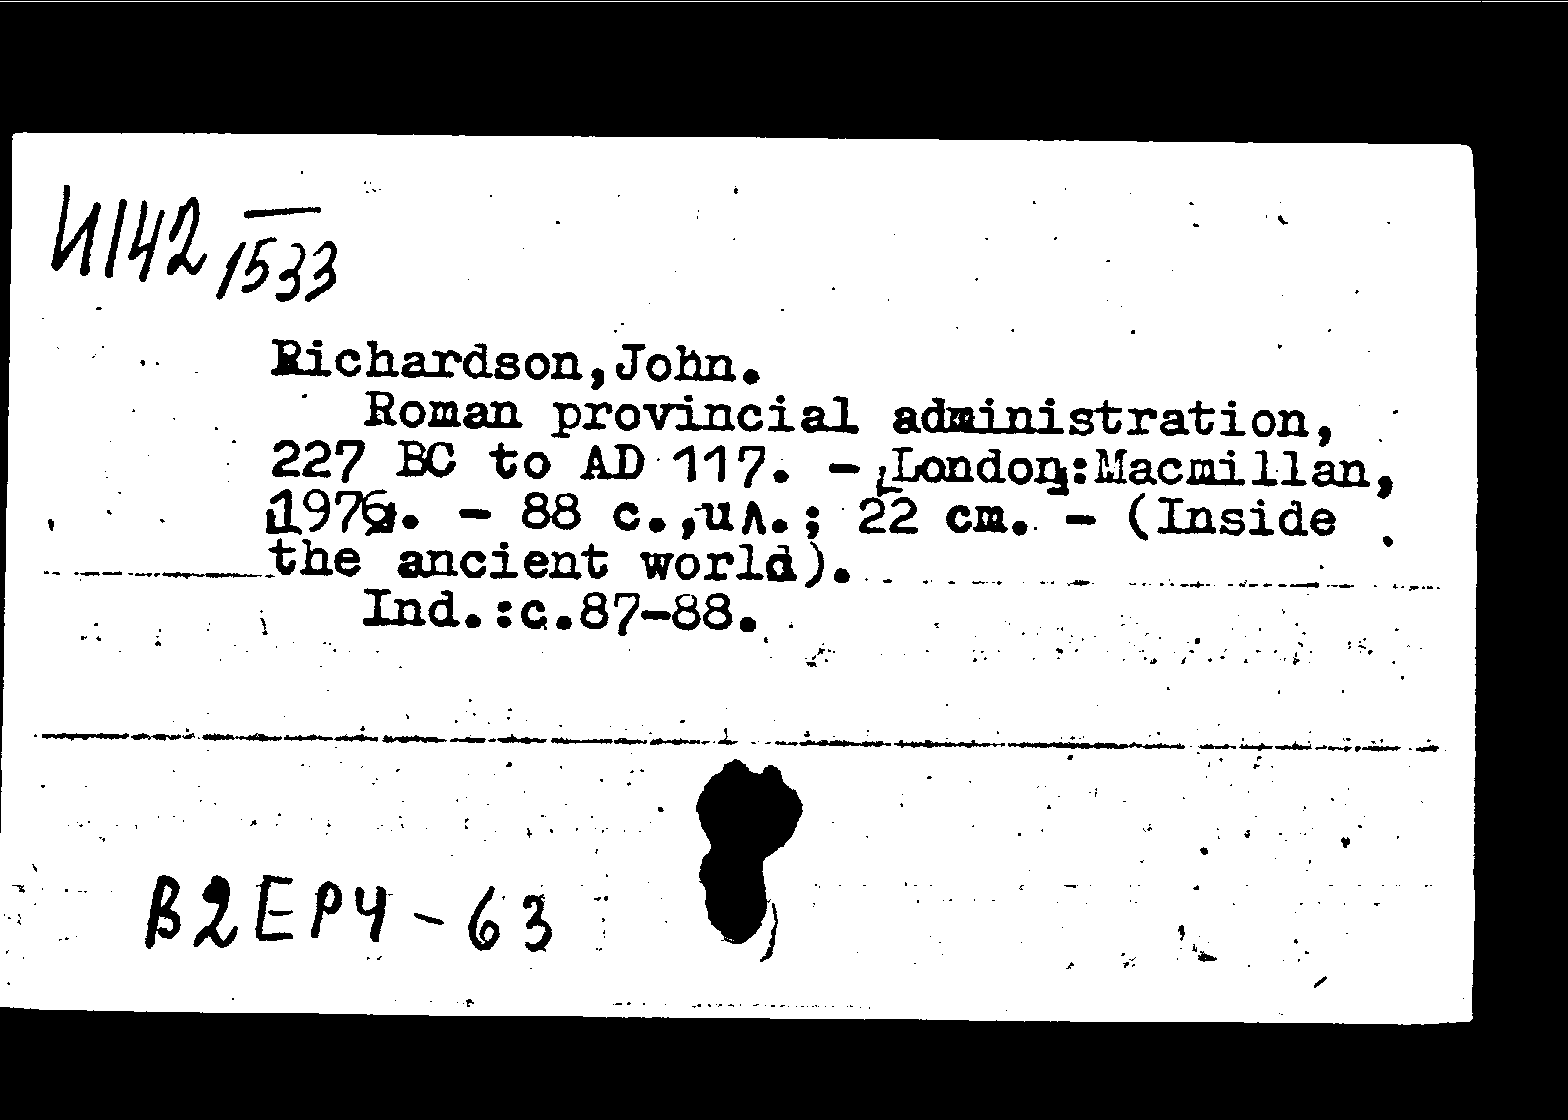 И142 1533
Richardson,John.
Roman provincial administration,
227 BC to AD 117. - [London]:Macmillan,
[1976]. - 88 c.,ил.; 22 cm. - (Inside
the ancient world).
Ind.:c.87-88.
В2ЕР4-63